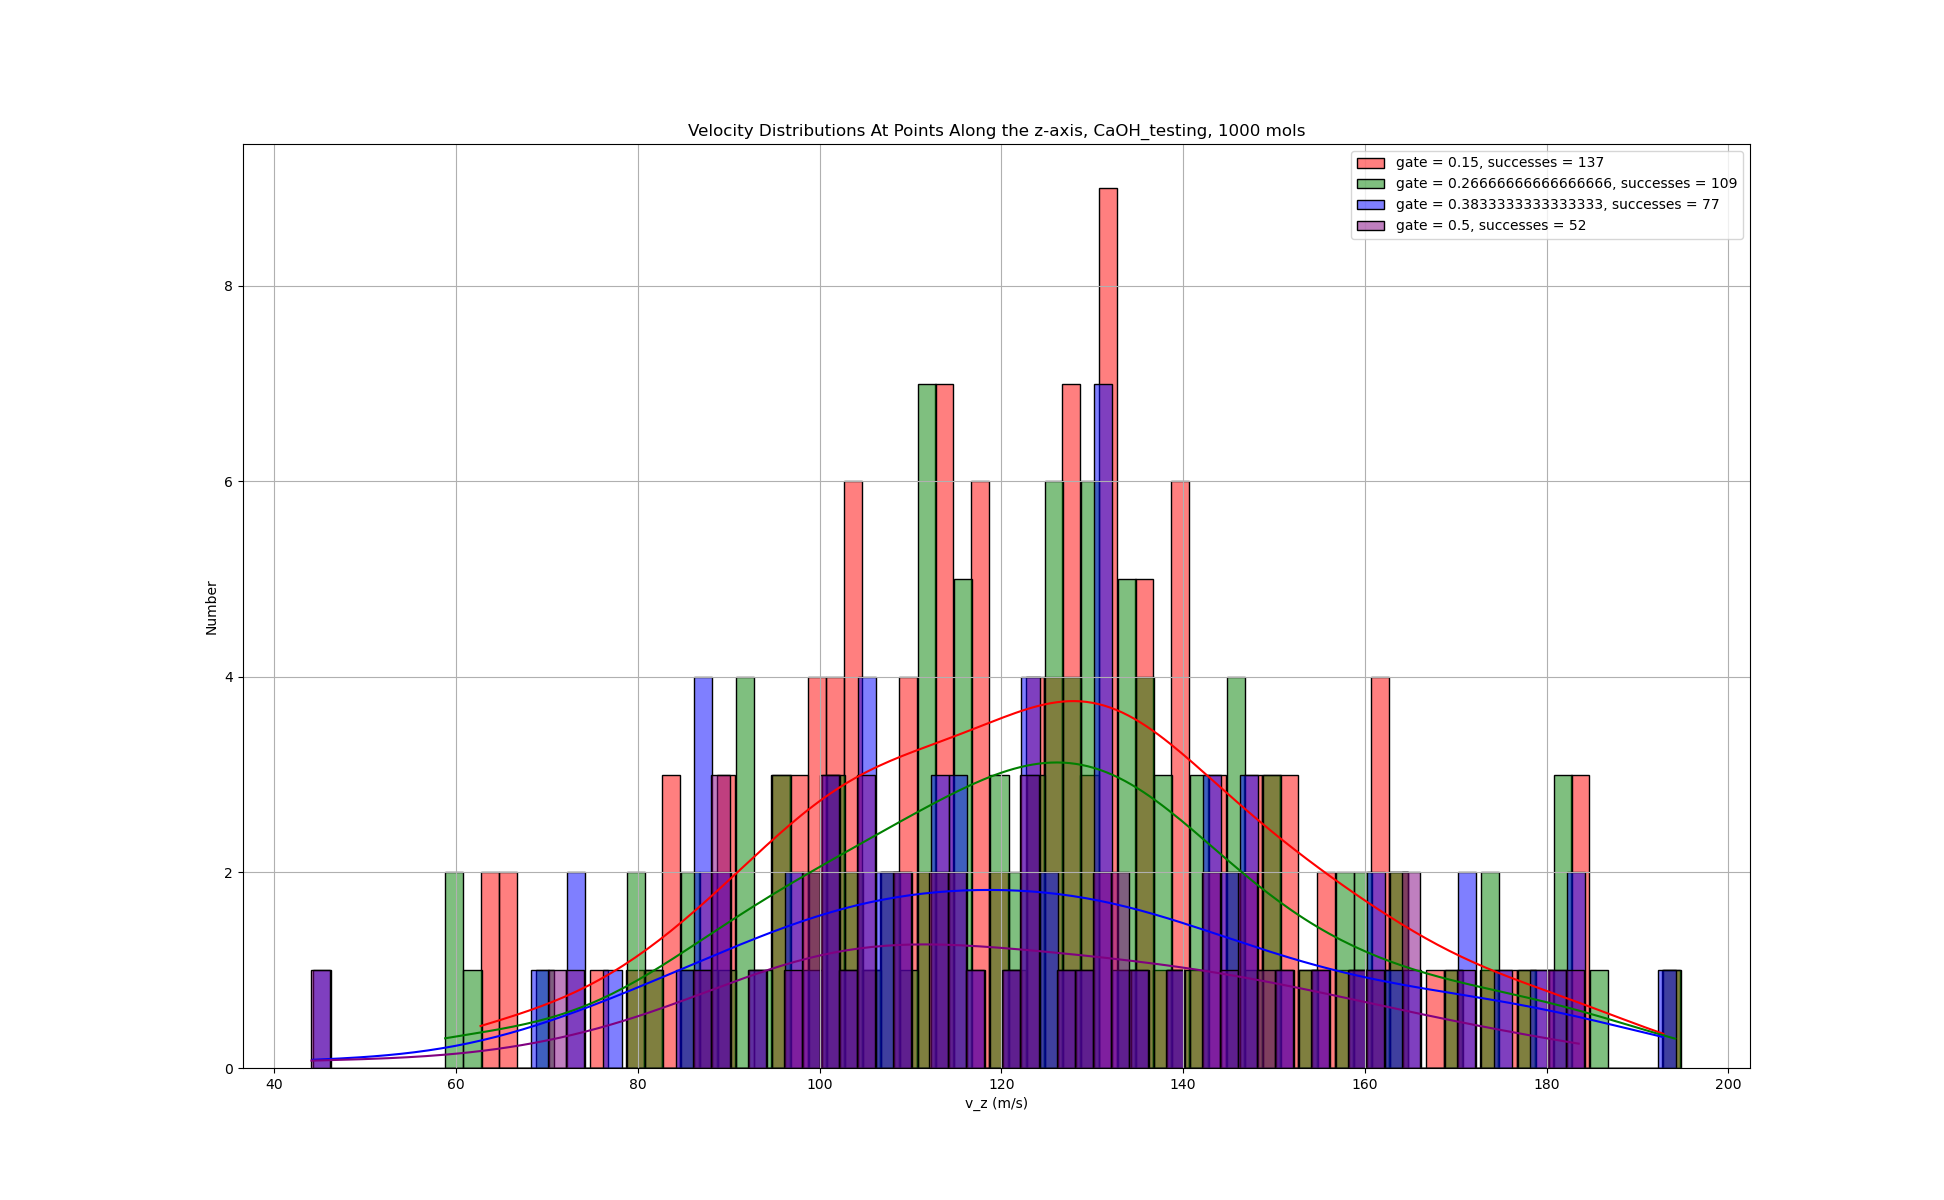 Velocity Distributions At Points Along the z-axis, CaOH_testing, 1000 mols
gate = 0.15, successes = 137
gate = 0.26666666666666666, successes = 109
gate = 0.3833333333333333, successes = 77
gate = 0.5, successes = 52
Number
8
6
4
2
0
40 60 80 100 120 140 160 180 200
v_z (m/s)